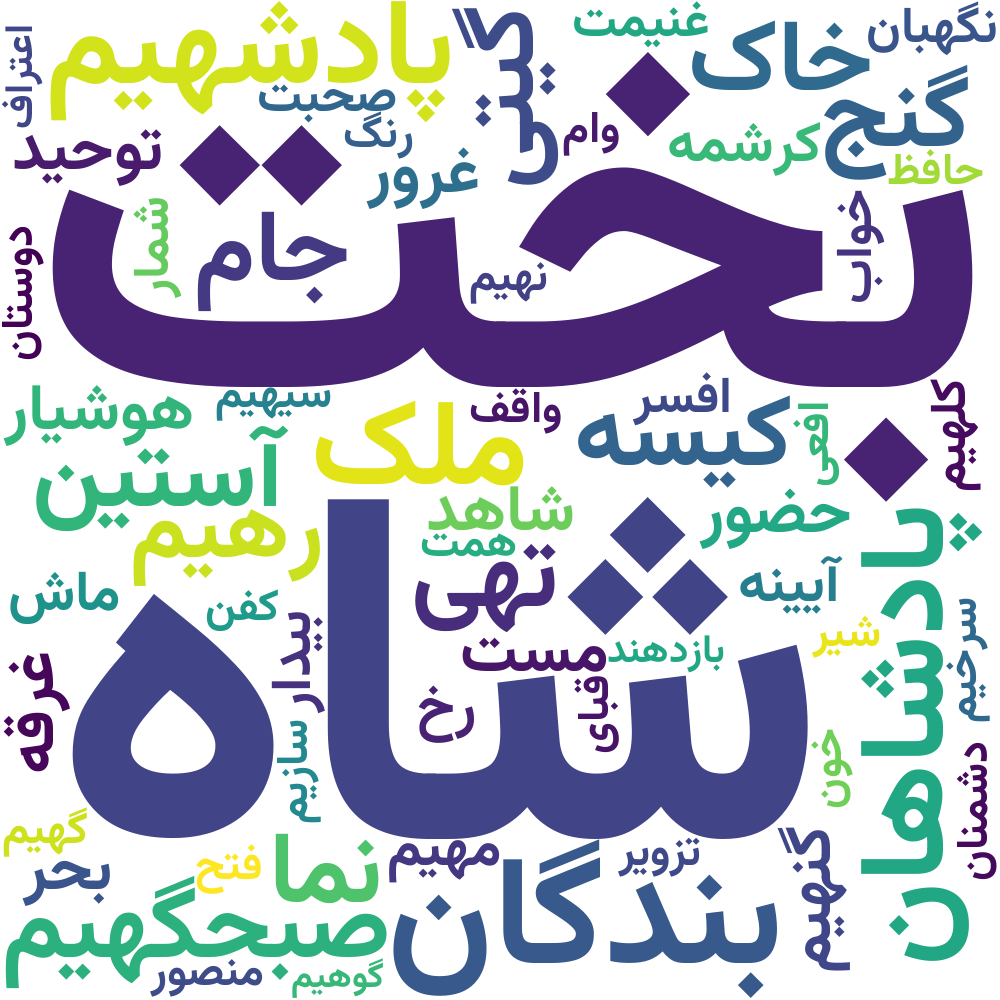 پادشهیم
گیتی
غنیمت
خاک
نگهبان
اعتراف
صحبت
رنگ
وام
کرشمه
گنج
حافظ
توحید
غرور
بخت
شمار
جام
نهیم
خواب
دوستان
هوشیار
سیهیم
ملک
واقف
افسر
کیسه
افعی
کلهیم
آستین
رهیم
شاهد
همت
حضور
پادشاهان
شاه
تهی
آیینه
ماش
کفن
بیدار
مست
بازدهند
شیر
سرخیم
غرقه
رخ
قبای
سازیم
خون
دشمنان
گهیم
بحر
فتح
نما
مهیم
تزویر
گنهیم
صبحگهیم
بندگان
منصور
گوهیم